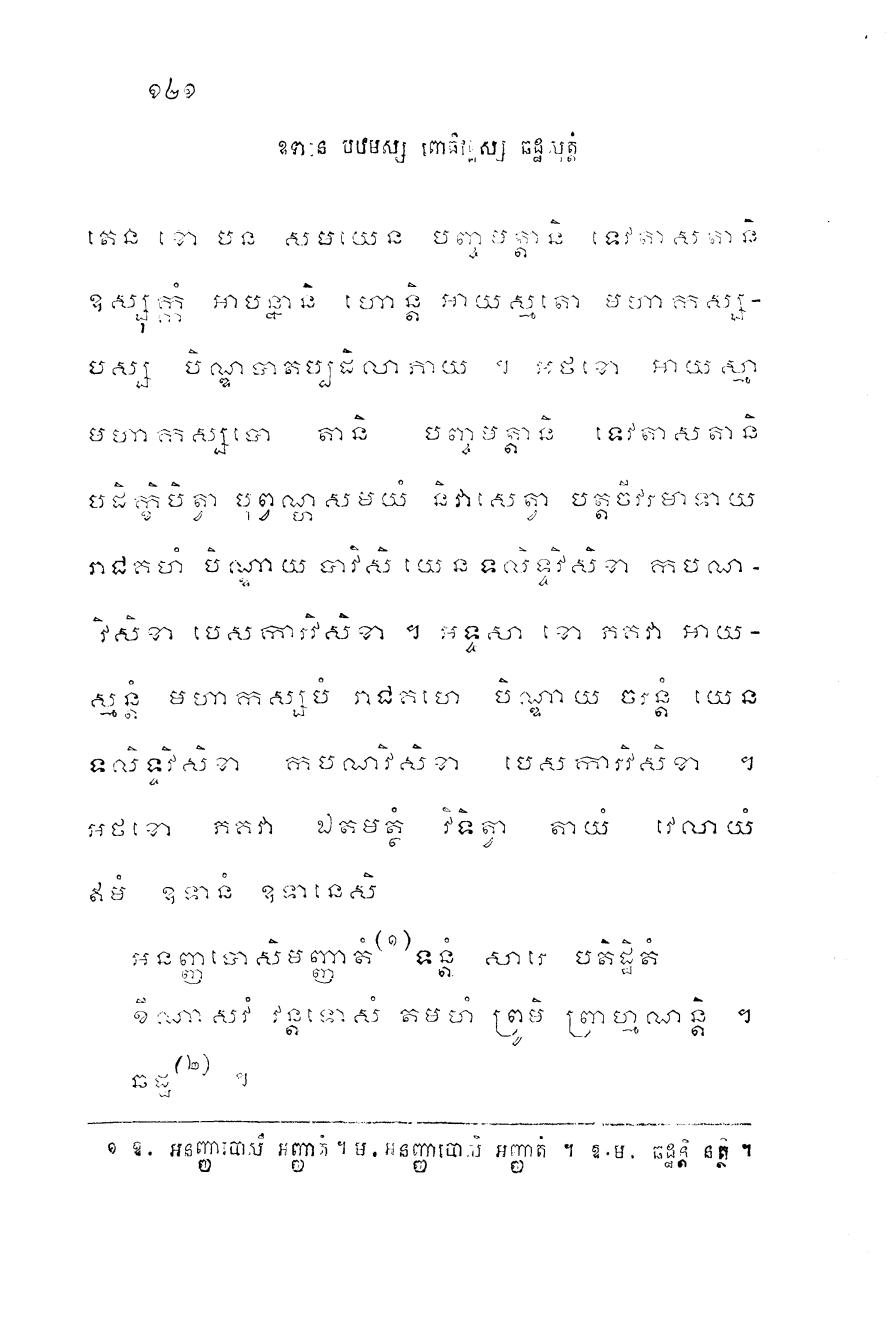 ១៤១
ឧទានេ បឋមស្ស ពោធិវគ្គស្ស ឆដ្ឋសុត្តំ
តេន ខោ បន សមយេន បញ្ចមត្តានិ ទេវតាសតានិ
ឧស្សុក្កំ អាបន្នានិ ហោន្តិ អាយស្មតោ មហាកស្ស-
បស្ស បិណ្ឌបាតប្បដិលាភាយ ។ អថខោ អាយស្មា
មហាកស្សបោ តានិ បញ្ចមត្តានិ ទេវតាសតានិ
បដិក្ខិបិត្វា បុព្វណ្ហសមយំ និវាសេត្វា បត្តចីវរមាទាយ
រាជគហំ បិណ្ឌាយ បាវិសិ យេន ទលិទ្ទវិសិខា កបណ-
វិសិខា បេសការវិសិខា ។ អទ្ទសា ខោ ភគវា អាយ-
ស្មន្តំ មហាកស្សបំ រាជគហេ បិណ្ឌាយ ចរន្តំ យេន
ទលិទ្ទវិសិខា កបណវិសិខា បេសការវិសិខា ។
អថខោ ភគវា ឯតមត្ថំ វិទិត្វា តាយំ វេលាយំ
ឥមំ ឧទានំ ឧទានេសិ
អនញ្ញបោសិមញ្ញាតំ(១)ទន្តំ សារេ បតិដ្ឋិតំ
ខីណាសវំ វន្តទោសំ តមហំ ព្រូមិ ព្រាហ្មណន្តិ ។
ឆដ្ឋ(២) ។
១ ឱ. អនញ្ញាបោសឹ អញ្ញាតំ ។ ម. អនញ្ញាបោសិ អញ្ញាតំ ។ ឱ.ម. ឆដ្ឋន្តិ នត្ថិ ។